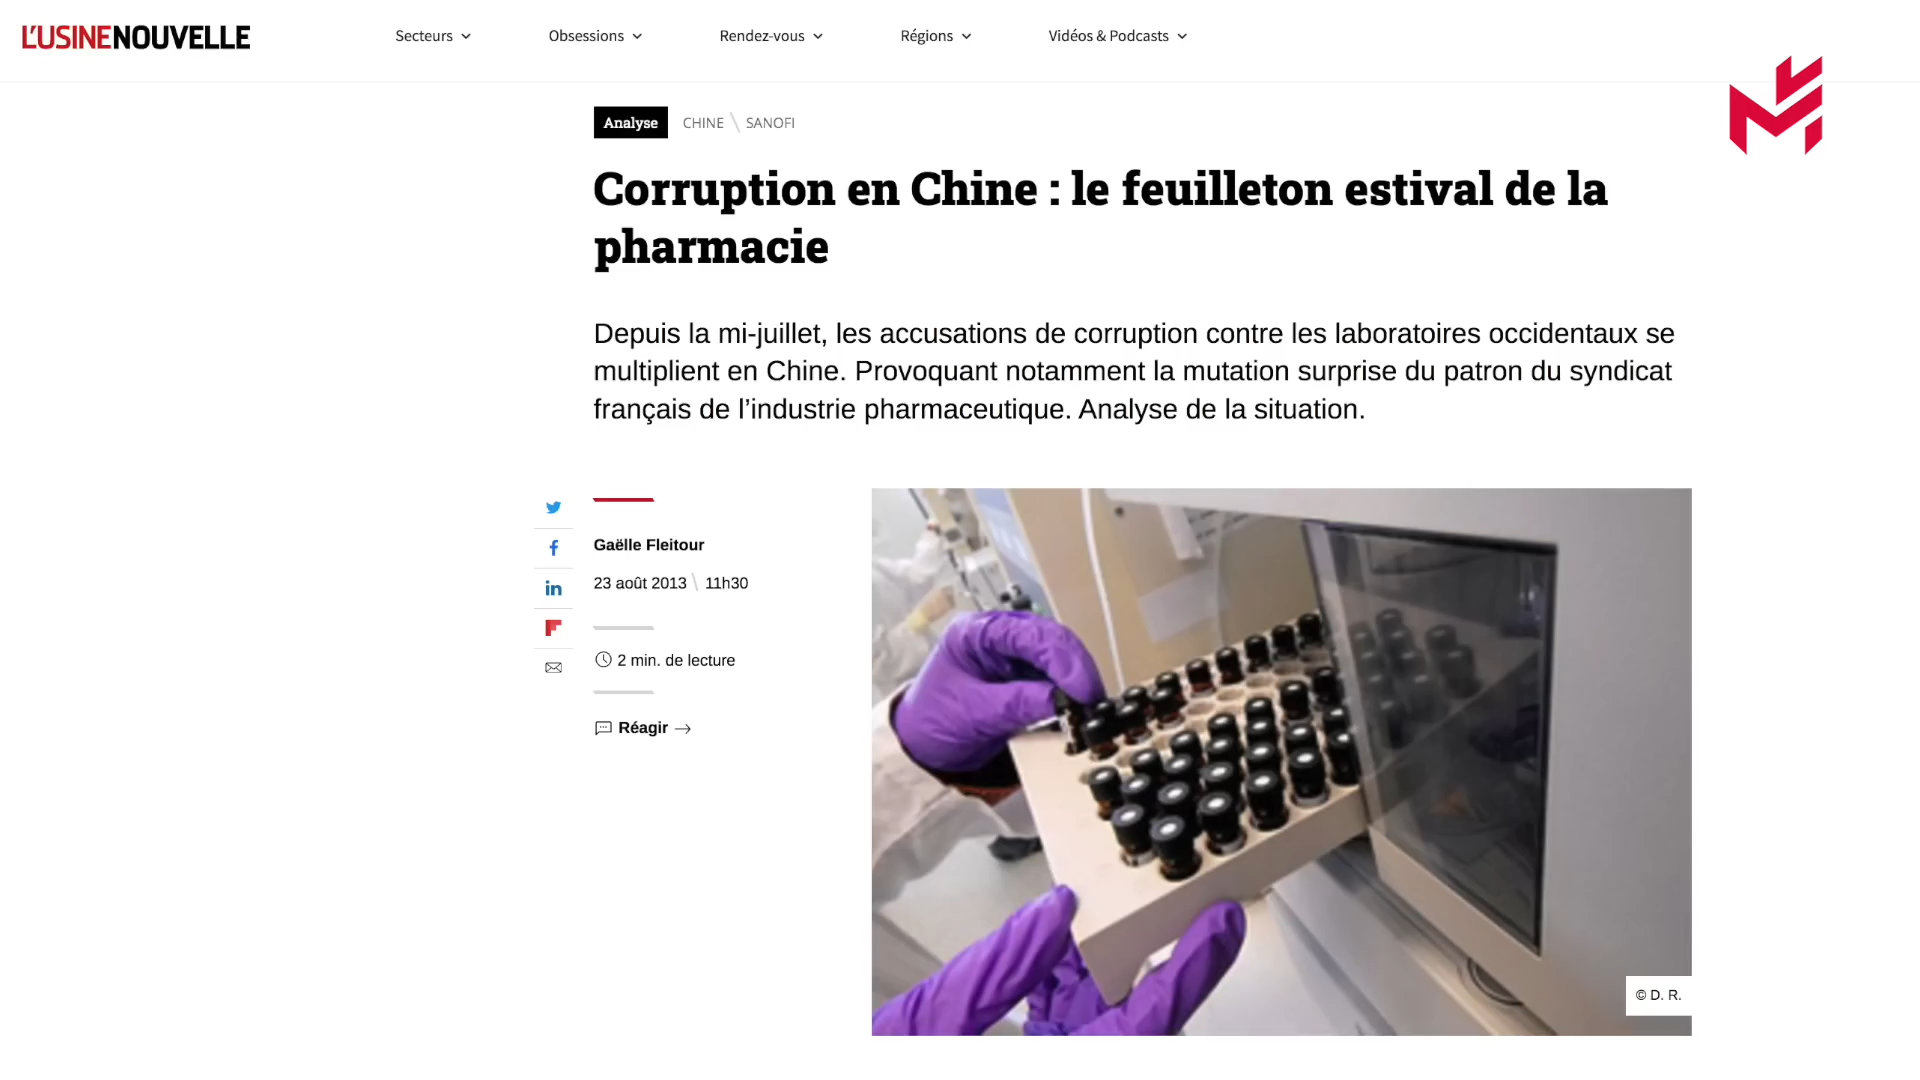 L'USINENOUVELLE
Secteurs
Obsessions
Rendez-vous
Régions
Vidéos & Podcasts
Analyse
CHINE \ SANOFI
Corruption en Chine : le feuilleton estival de la
pharmacie
Depuis la mi-juillet, les accusations de corruption contre les laboratoires occidentaux se
multiplient en Chine. Provoquant notamment la mutation surprise du patron du syndicat
français de l’industrie pharmaceutique. Analyse de la situation.
Gaëlle Fleitour
23 août 2013 \ 11h30
2 min. de lecture
Réagir
© D. R.